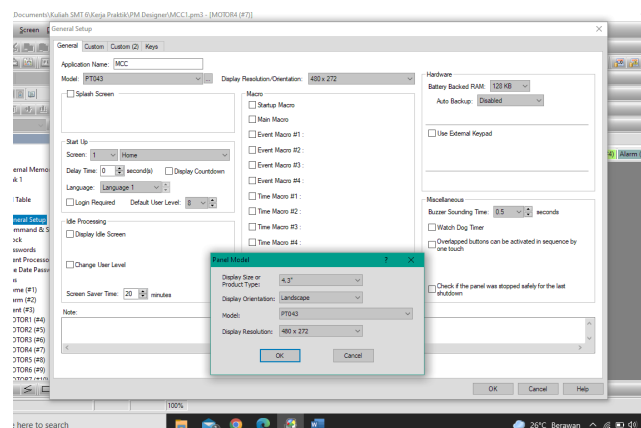 Documents\Kuliah SMT 6\Kerja Praktik\PM Designer\MCC1.pm3 - [MOTOR4 (#7)]
Screen
General Setup
General Custom Custom (2) Keys
Application Name: MCC
Model: PT043 ... Display Resolution/Orientation: 480 x 272
Splash Screen
Macro
Startup Macro
Main Macro
Event Macro #1 :
Event Macro #2 :
Event Macro #3 :
Event Macro #4 :
Time Macro #1 :
Time Macro #2 :
Time Macro #3 :
Time Macro #4 :
Hardware
Battery Backed RAM: 128 KB
Auto Backup: Disabled
Use External Keypad
Start Up
Screen: 1 Home
Delay Time: 0 second(s) Display Countdown
Language: Language 1
Login Required Default User Level: 8
Idle Processing
Display Idle Screen
Change User Level
Screen Saver Time: 20 minutes
Miscellaneous
Buzzer Sounding Time: 0.5 seconds
Watch Dog Timer
Overlapped buttons can be activated in sequence by
one touch
Check if the panel was stopped safely for the last
shutdown
Note:
Panel Model
Display Size or
Product Type: 4.3"
Display Orientation: Landscape
Model: PT043
Display Resolution: 480 x 272
OK Cancel
OK Cancel Help
ernal Memo
k 1
Table
neral Setup
mmand & S
ock
sswords
ent Processo
e Date Passw
ns
ome (#1)
arm (#2)
ent (#3)
OTOR1 (#4)
OTOR2 (#5)
OTOR3 (#6)
OTOR4 (#7)
OTOR5 (#8)
OTOR6 (#9)
OTOR7 (#10)
4) Alarm (
100%
here to search
26°C Berawan